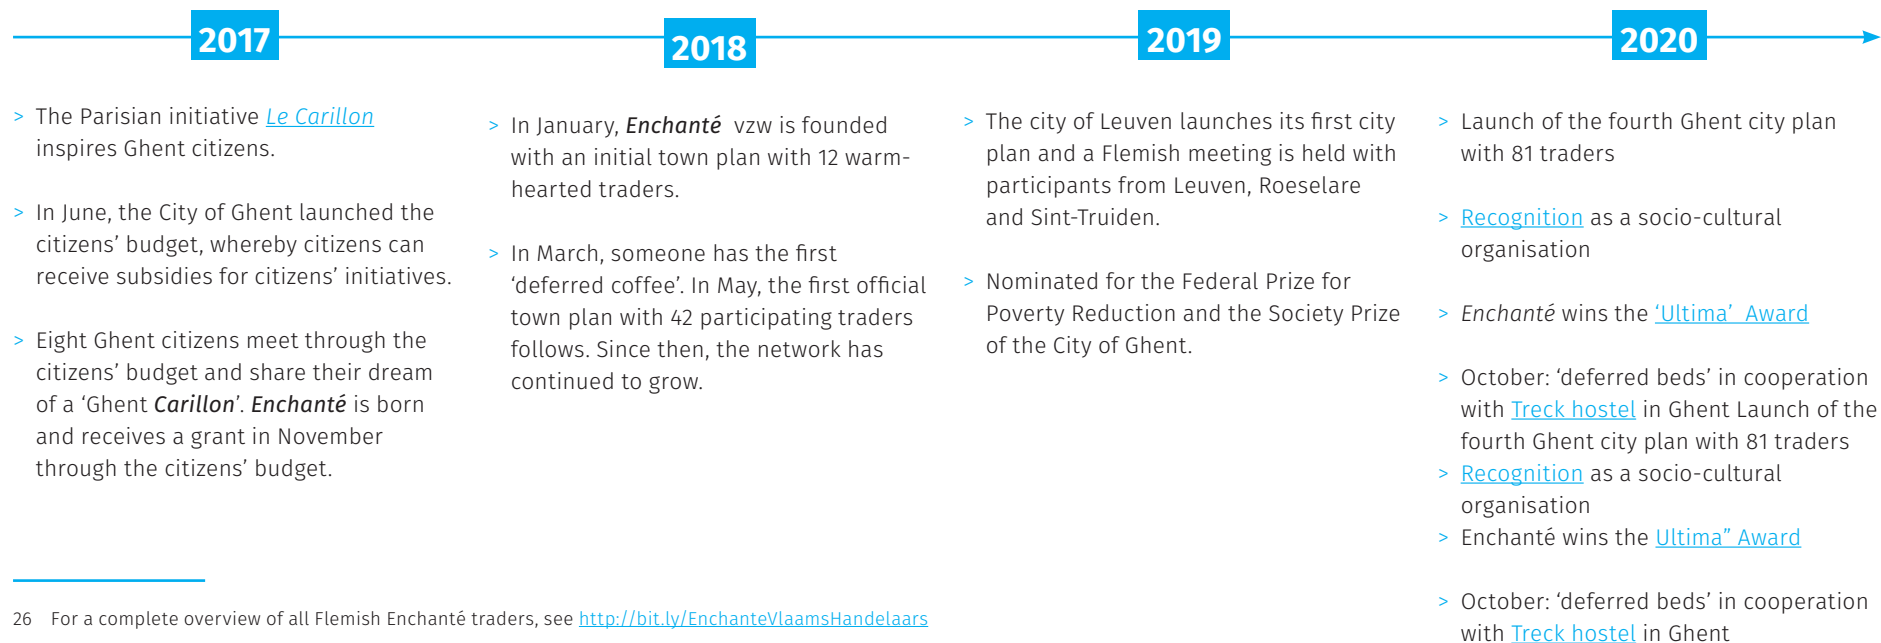 2017
> The Parisian initiative Le Carillon
inspires Ghent citizens.
> In June, the City of Ghent launched the
citizens’ budget, whereby citizens can
receive subsidies for citizens’ initiatives.
> Eight Ghent citizens meet through the
citizens’ budget and share their dream
of a ‘Ghent Carillon’. Enchanté is born
and receives a grant in November
through the citizens’ budget.
2018
> In January, Enchanté vzw is founded
with an initial town plan with 12 warm-
hearted traders.
> In March, someone has the first
‘deferred coffee’. In May, the first official
town plan with 42 participating traders
follows. Since then, the network has
continued to grow.
2019
> The city of Leuven launches its first city
plan and a Flemish meeting is held with
participants from Leuven, Roeselare
and Sint-Truiden.
> Nominated for the Federal Prize for
Poverty Reduction and the Society Prize
of the City of Ghent.
2020
> Launch of the fourth Ghent city plan
with 81 traders
> Recognition as a socio-cultural
organisation
> Enchanté wins the ‘Ultima’ Award
> October: ‘deferred beds’ in cooperation
with Treck hostel in Ghent Launch of the
fourth Ghent city plan with 81 traders
> Recognition as a socio-cultural
organisation
> Enchanté wins the Ultima” Award
> October: ‘deferred beds’ in cooperation
with Treck hostel in Ghent
26 For a complete overview of all Flemish Enchanté traders, see http://bit.ly/EnchanteVlaamsHandelaars